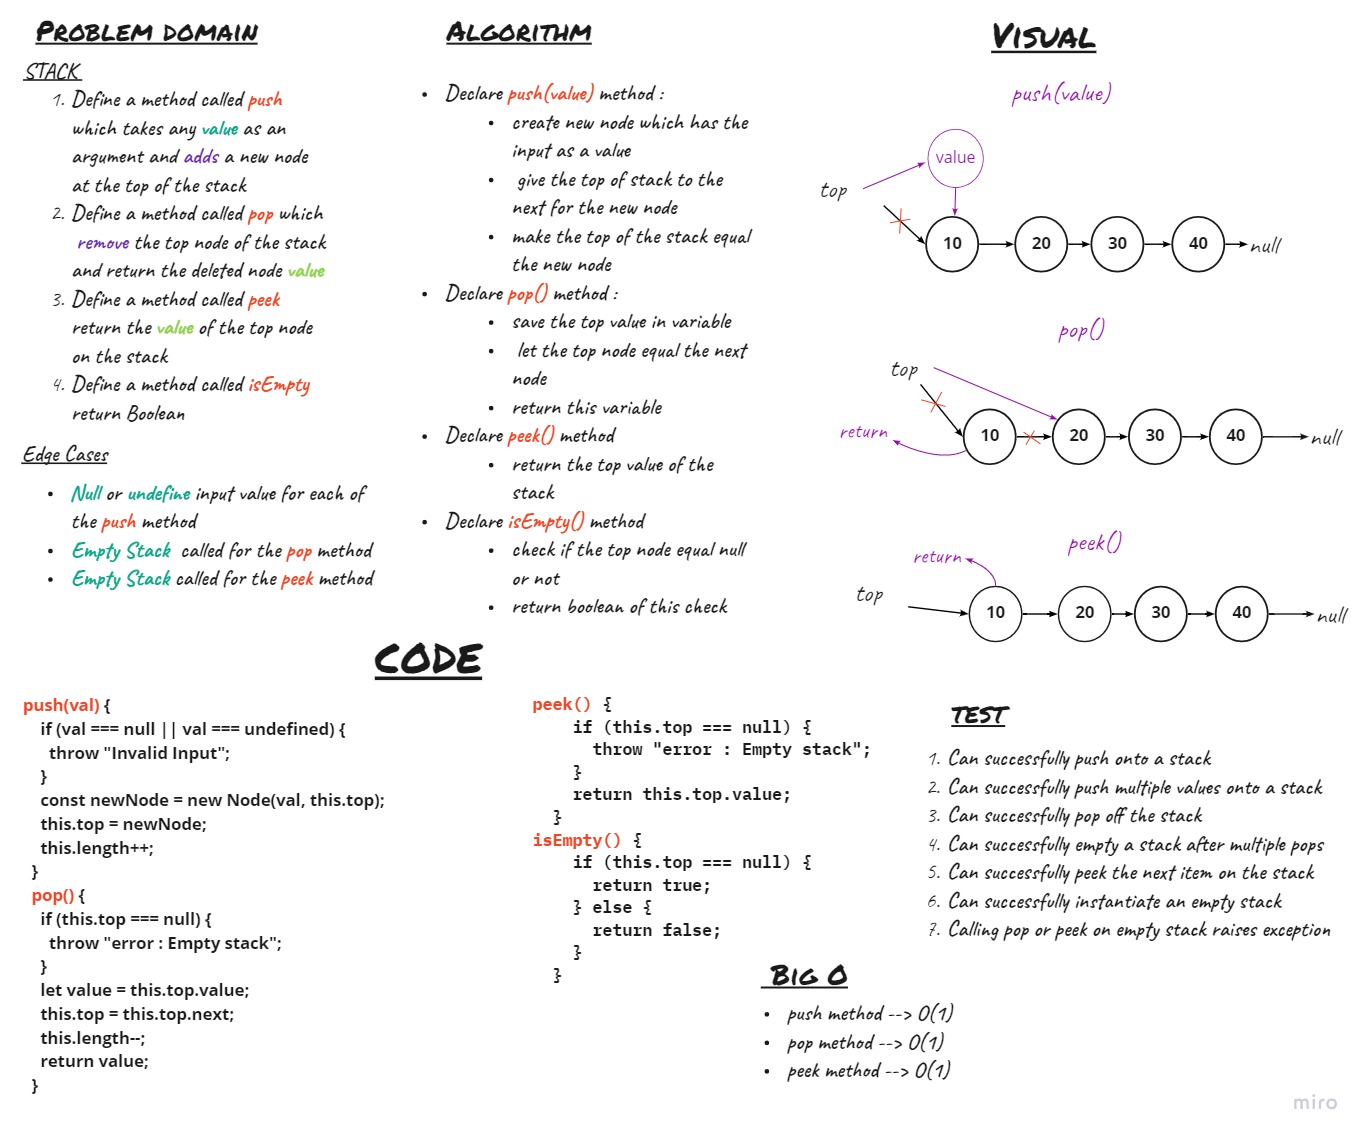 PROBLEM DOMAIN
STACK
1. Define a method called push
which takes any value as an
argument and adds a new node
at the top of the stack
2. Define a method called pop which
remove the top node of the stack
and return the deleted node value
3. Define a method called peek
return the value of the top node
on the stack
4. Define a method called isEmpty
return Boolean
Edge Cases
• Null or undefine input value for each of
the push method
• Empty Stack called for the pop method
• Empty Stack called for the peek method
ALGORITHM
• Declare push(value) method :
• create new node which has the
input as a value
• give the top of stack to the
next for the new node
• make the top of the stack equal
the new node
• Declare pop() method :
• save the top value in variable
• let the top node equal the next
node
• return this variable
• Declare peek() method
• return the top value of the
stack
• Declare isEmpty() method
• check if the top node equal null
or not
• return boolean of this check
VISUAL
push(value)
value
top
10 20 30 40 null
pop()
top
return 10 20 30 40 null
peek()
return
top
10 20 30 40 null
CODE
push(val) {
if (val === null || val === undefined) {
throw "Invalid Input";
}
const newNode = new Node(val, this.top);
this.top = newNode;
this.length++;
}
pop() {
if (this.top === null) {
throw "error : Empty stack";
}
let value = this.top.value;
this.top = this.top.next;
this.length--;
return value;
}
peek() {
if (this.top === null) {
throw "error : Empty stack";
}
return this.top.value;
}
isEmpty() {
if (this.top === null) {
return true;
} else {
return false;
}
}
TEST
1. Can successfully push onto a stack
2. Can successfully push multiple values onto a stack
3. Can successfully pop off the stack
4. Can successfully empty a stack after multiple pops
5. Can successfully peek the next item on the stack
6. Can successfully instantiate an empty stack
7. Calling pop or peek on empty stack raises exception
BIG O
• push method --> O(1)
• pop method --> O(1)
• peek method --> O(1)
miro